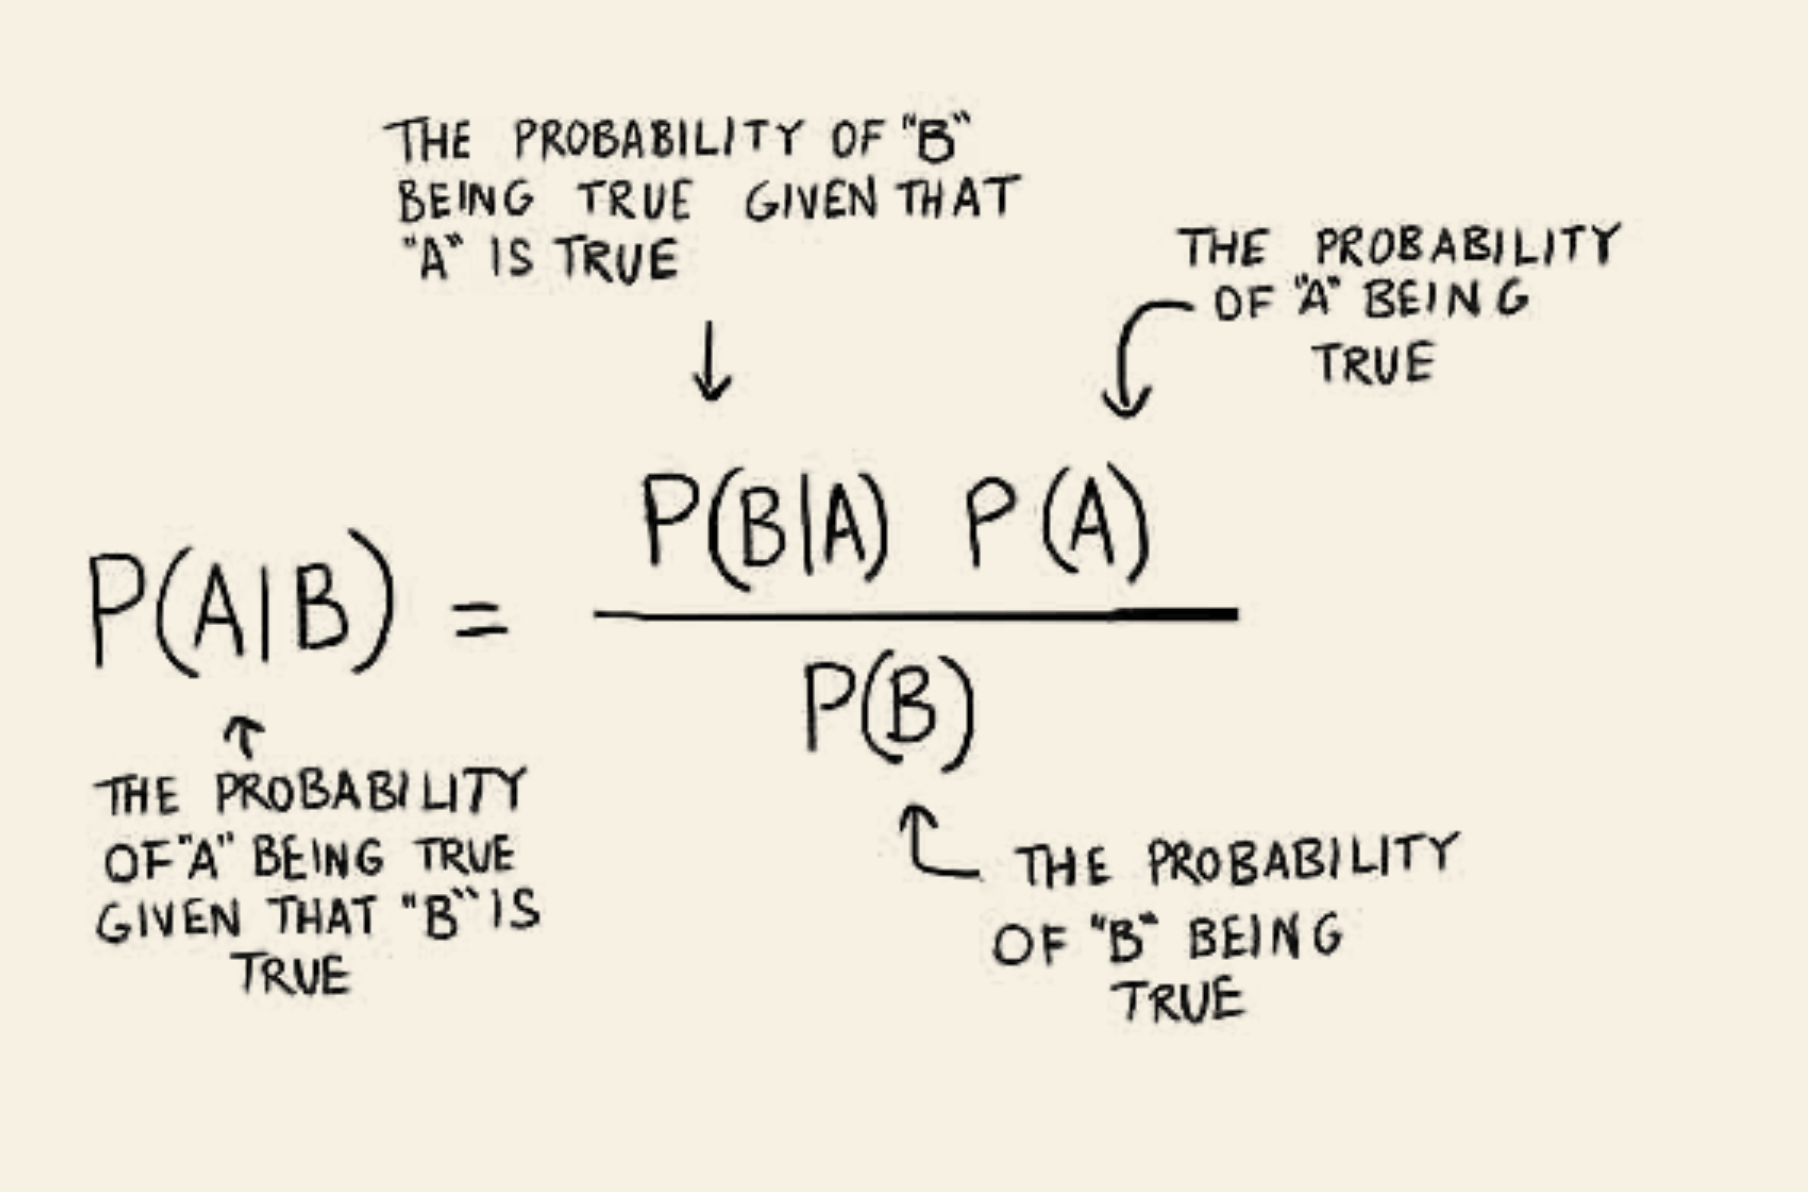 THE PROBABILITY OF "B"
BEING TRUE GIVEN THAT
"A" IS TRUE
THE PROBABILITY
OF "A" BEING
TRUE
P(A|B) = P(B|A) P(A)
P(B)
THE PROBABILITY
OF "A" BEING TRUE
GIVEN THAT "B" IS
TRUE
THE PROBABILITY
OF "B" BEING
TRUE